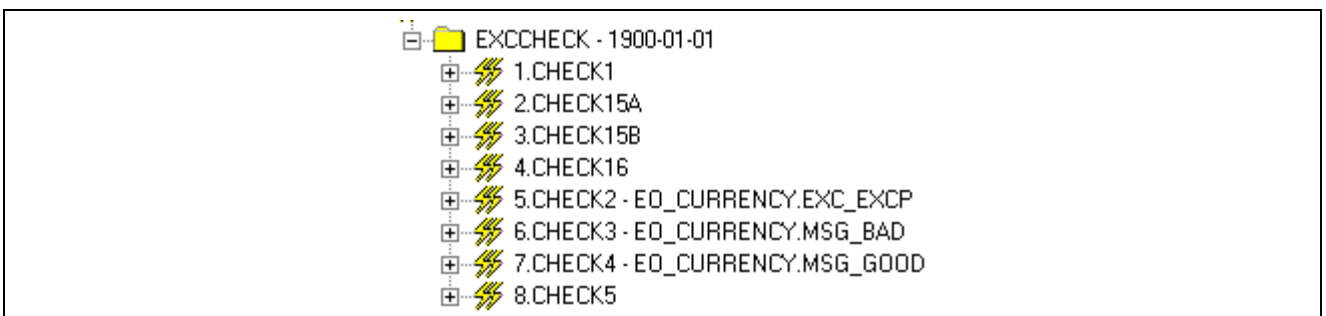 EXCCHECK - 1900-01-01
1.CHECK1
2.CHECK15A
3.CHECK15B
4.CHECK16
5.CHECK2 - EO_CURRENCY.EXC_EXCP
6.CHECK3 - EO_CURRENCY.MSG_BAD
7.CHECK4 - EO_CURRENCY.MSG_GOOD
8.CHECK5